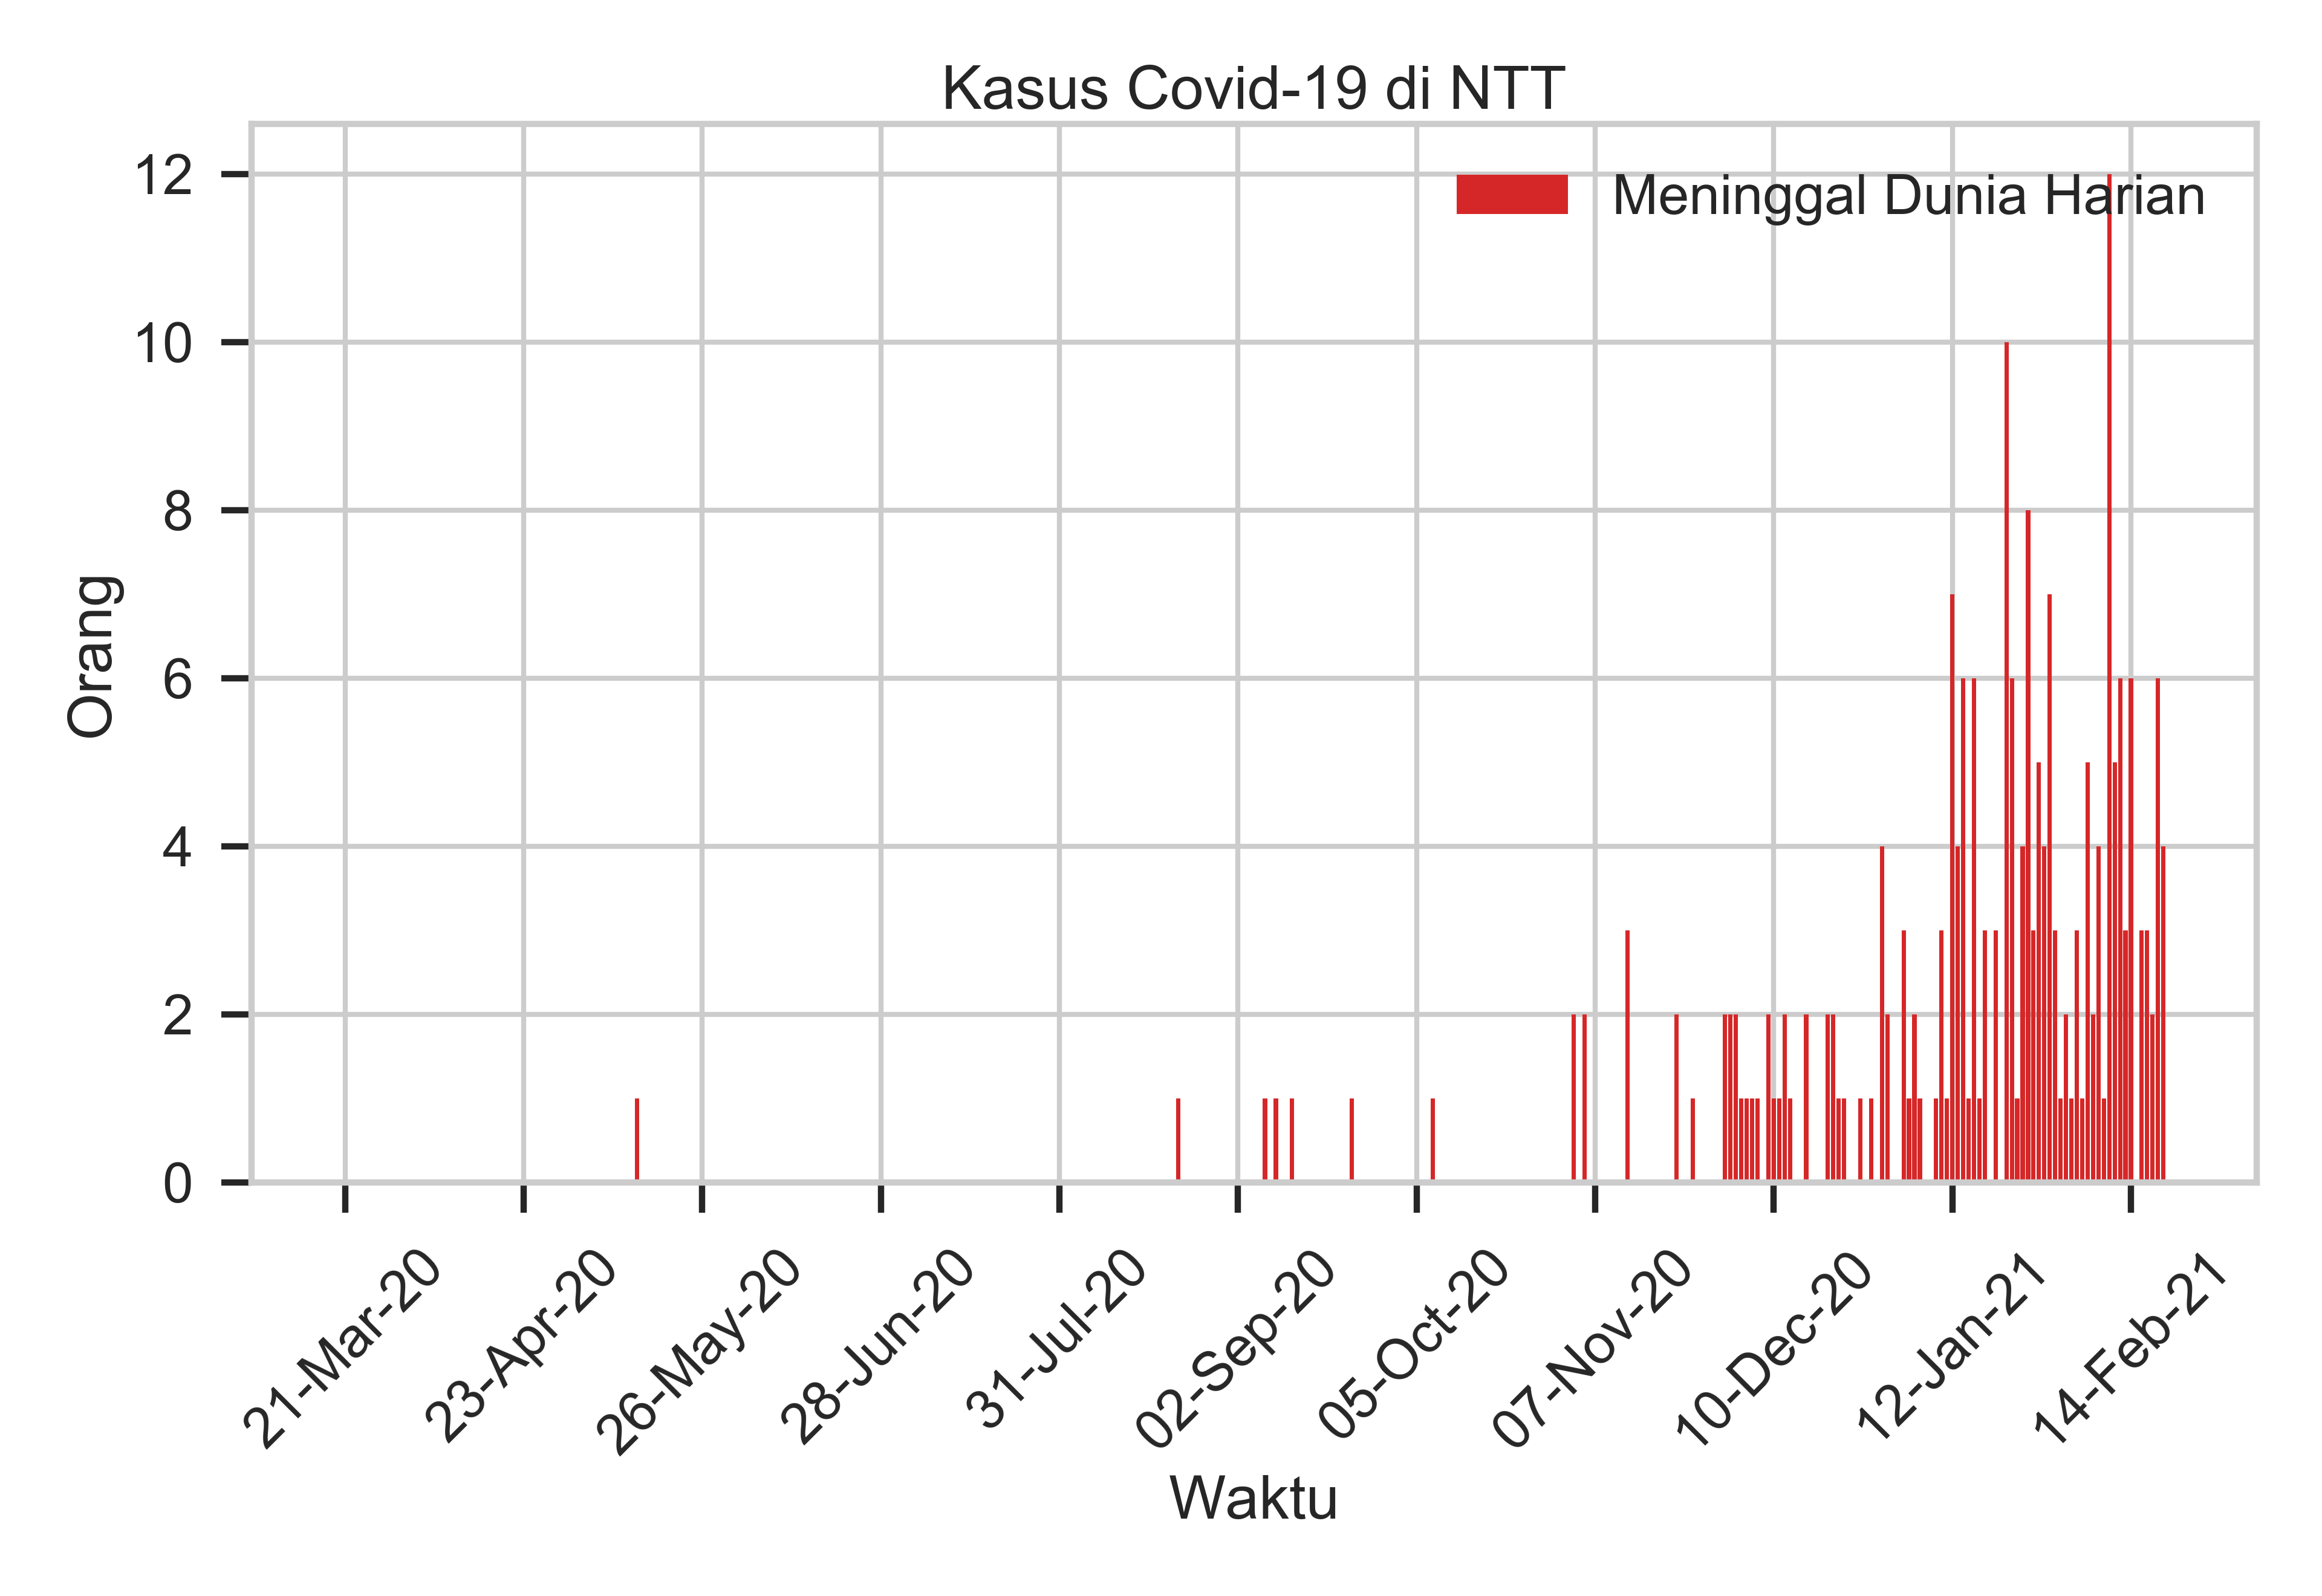 Kasus Covid-19 di NTT
Meninggal Dunia Harian
12
10
8
6
4
2
0
Orang
21-Mar-20
23-Apr-20
26-May-20
28-Jun-20
31-Jul-20
02-Sep-20
05-Oct-20
07-Nov-20
10-Dec-20
12-Jan-21
14-Feb-21
Waktu